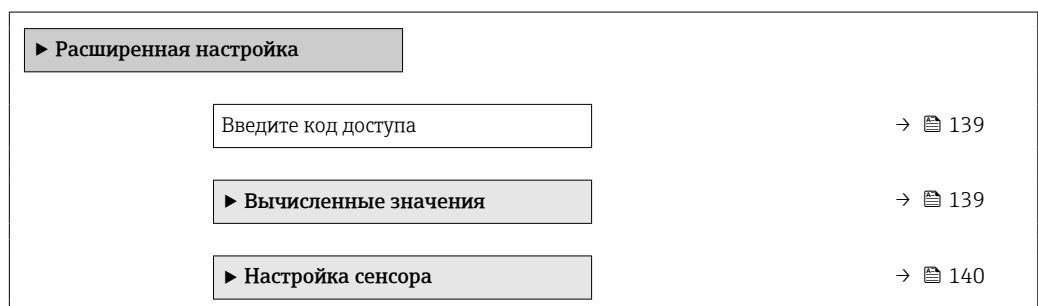 ▶ Расширенная настройка
Введите код доступа → 🖹 139
▶ Вычисленные значения → 🖹 139
▶ Настройка сенсора → 🖹 140